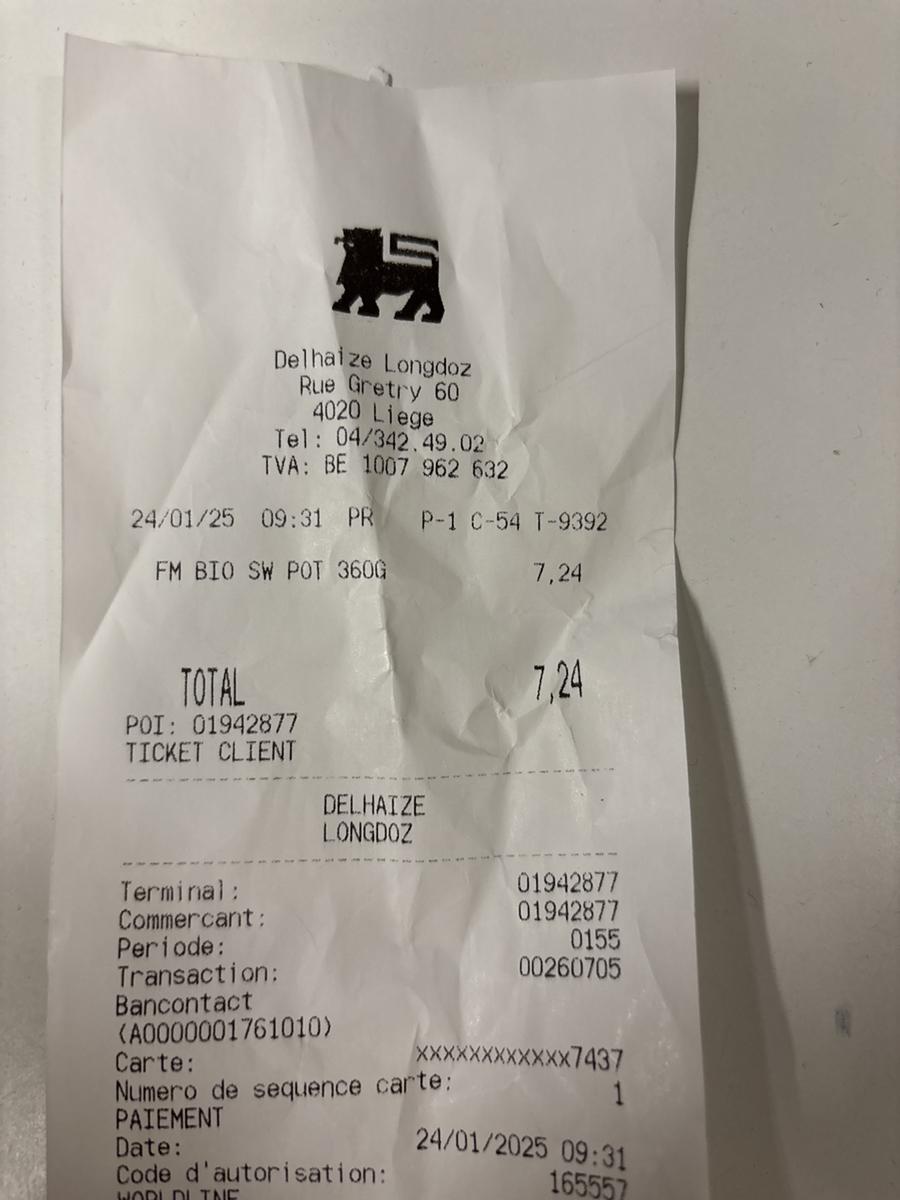 Delhaize Longdoz
Rue Gretry 60
4020 Liege
Tel: 04/342.49.02
TVA: BE 1007 962 632
24/01/25 09:31 PR P-1 C-54 T-9392
FM BIO SW POT 360G 7,24
TOTAL 7,24
POI: 01942877
TICKET CLIENT
DELHAIZE
LONGDOZ
Terminal: 01942877
Commercant: 01942877
Periode: 0155
Transaction: 00260705
Bancontact
(A0000001761010)
Carte: xxxxxxxxxxxx7437
Numero de sequence carte: 1
PAIEMENT
Date: 24/01/2025 09:31
Code d'autorisation: 165557
WORLDLINE